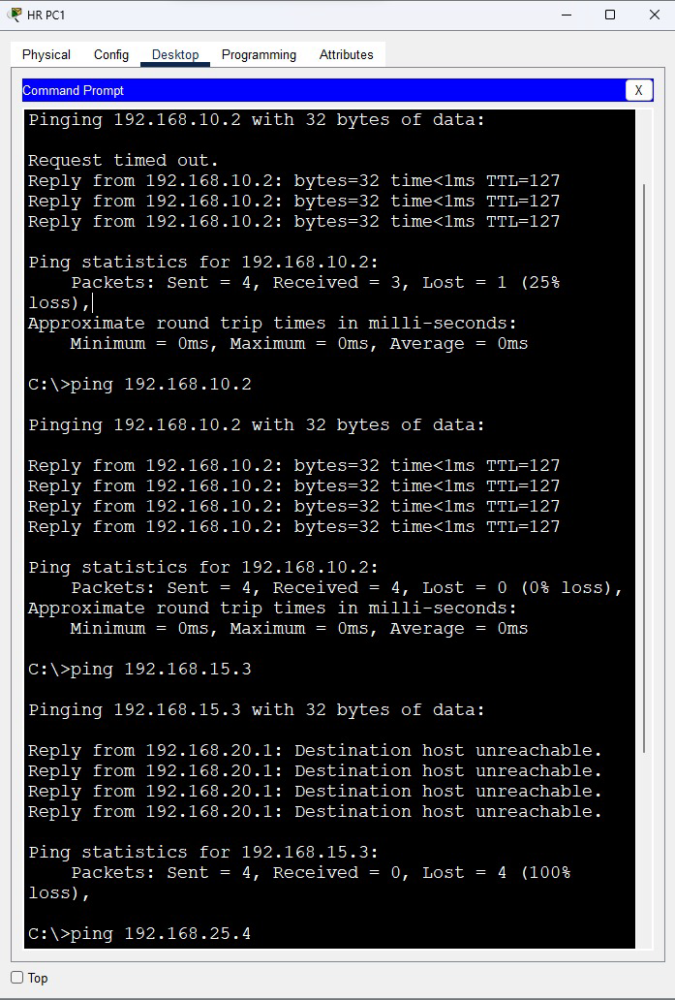 HR PC1
Physical Config Desktop Programming Attributes
Command Prompt X
Pinging 192.168.10.2 with 32 bytes of data:
Request timed out.
Reply from 192.168.10.2: bytes=32 time<1ms TTL=127
Reply from 192.168.10.2: bytes=32 time<1ms TTL=127
Reply from 192.168.10.2: bytes=32 time<1ms TTL=127
Ping statistics for 192.168.10.2:
    Packets: Sent = 4, Received = 3, Lost = 1 (25%
loss),
Approximate round trip times in milli-seconds:
    Minimum = 0ms, Maximum = 0ms, Average = 0ms
C:\>ping 192.168.10.2
Pinging 192.168.10.2 with 32 bytes of data:
Reply from 192.168.10.2: bytes=32 time<1ms TTL=127
Reply from 192.168.10.2: bytes=32 time<1ms TTL=127
Reply from 192.168.10.2: bytes=32 time<1ms TTL=127
Reply from 192.168.10.2: bytes=32 time<1ms TTL=127
Ping statistics for 192.168.10.2:
    Packets: Sent = 4, Received = 4, Lost = 0 (0% loss),
Approximate round trip times in milli-seconds:
    Minimum = 0ms, Maximum = 0ms, Average = 0ms
C:\>ping 192.168.15.3
Pinging 192.168.15.3 with 32 bytes of data:
Reply from 192.168.20.1: Destination host unreachable.
Reply from 192.168.20.1: Destination host unreachable.
Reply from 192.168.20.1: Destination host unreachable.
Reply from 192.168.20.1: Destination host unreachable.
Ping statistics for 192.168.15.3:
    Packets: Sent = 4, Received = 0, Lost = 4 (100%
loss),
C:\>ping 192.168.25.4
Top